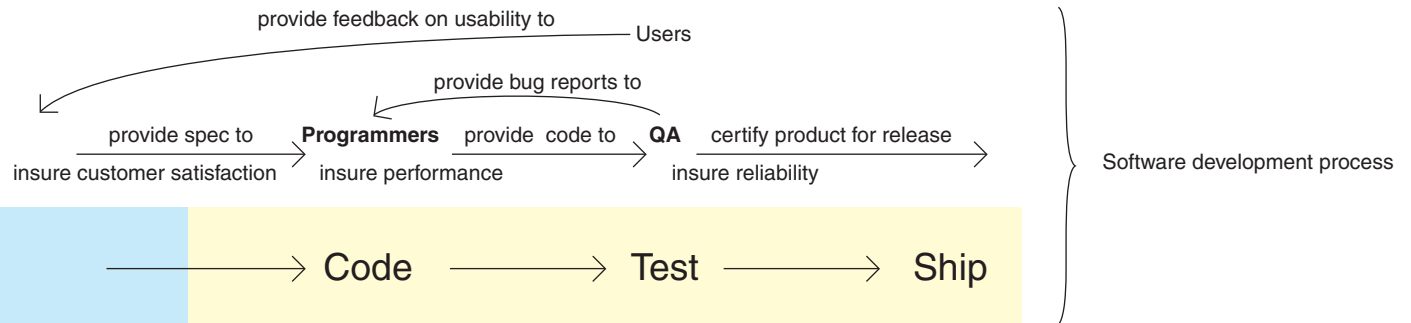 provide feedback on usability to
Users
provide bug reports to
provide spec to Programmers provide code to QA certify product for release
insure customer satisfaction insure performance insure reliability
Software development process
Code Test Ship